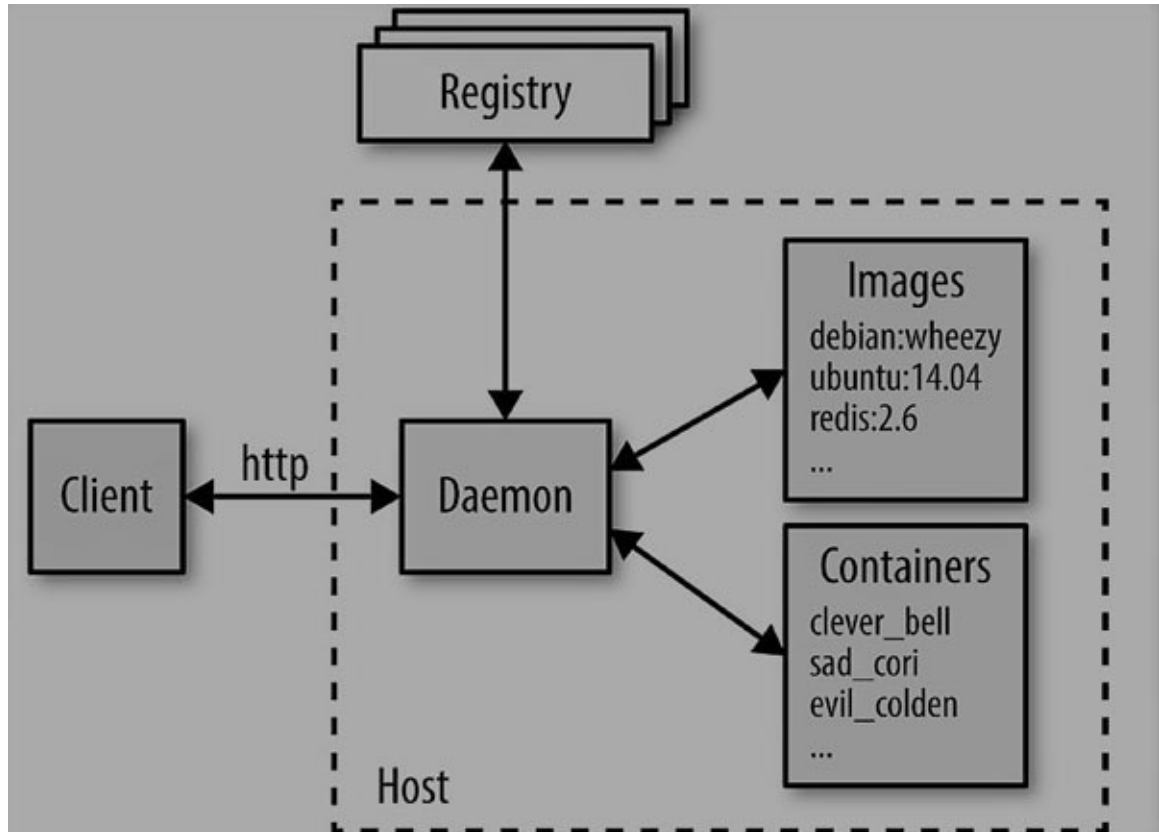 Registry
Client
http
Daemon
Images
debian:wheezy
ubuntu:14.04
redis:2.6
...
Containers
clever_bell
sad_cori
evil_colden
...
Host